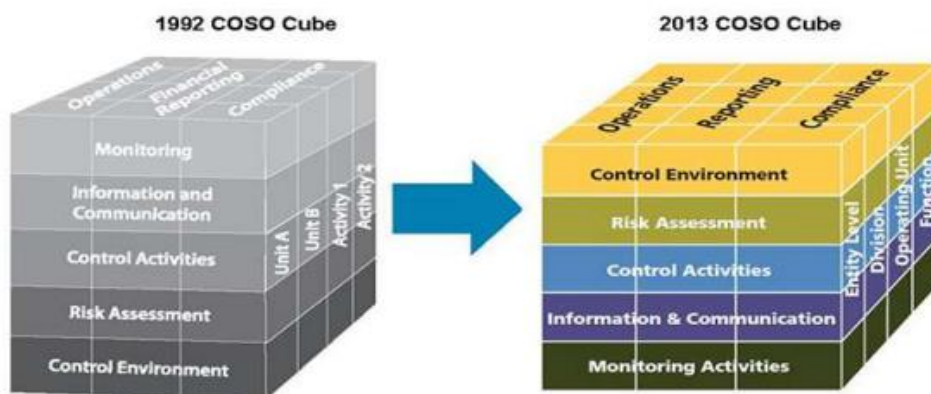 1992 COSO Cube
Operations
Financial
Reporting
Compliance
Monitoring
Information and
Communication
Control Activities
Risk Assessment
Control Environment
Unit A
Unit B
Activity 1
Activity 2
2013 COSO Cube
Operations
Reporting
Compliance
Control Environment
Risk Assessment
Control Activities
Information & Communication
Monitoring Activities
Entity Level
Division
Operating Unit
Function